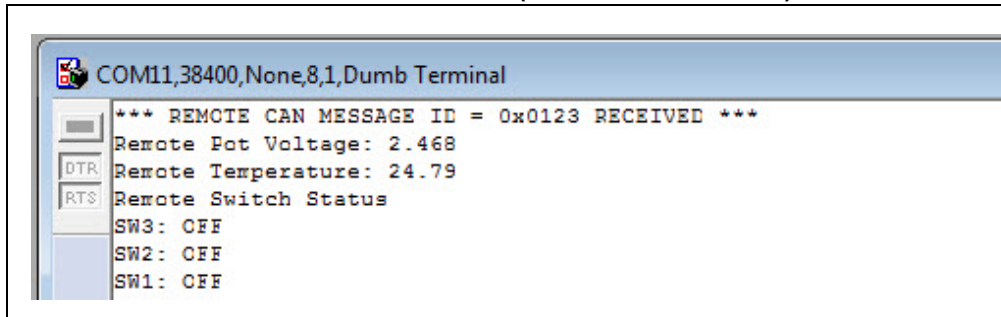 COM11,38400,None,8,1,Dumb Terminal
*** REMOTE CAN MESSAGE ID = 0x0123 RECEIVED ***
Remote Pot Voltage: 2.468
DTR
Remote Temperature: 24.79
RTS
Remote Switch Status
SW3: OFF
SW2: OFF
SW1: OFF